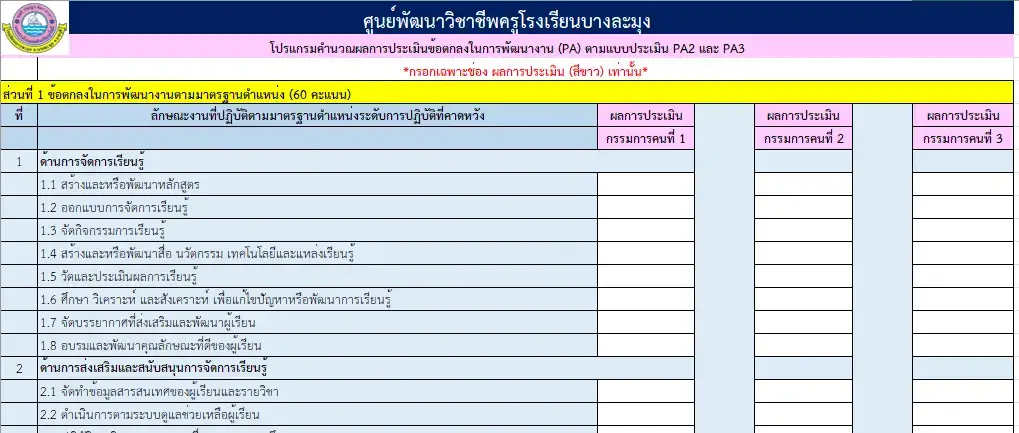 ศูนย์พัฒนาวิชาชีพครูโรงเรียนบางละมุง
โปรแกรมคำนวณผลการประเมินข้อตกลงในการพัฒนางาน (PA) ตามแบบประเมิน PA2 และ PA3
*กรอกเฉพาะช่อง ผลการประเมิน (สีขาว) เท่านั้น*
ส่วนที่ 1 ข้อตกลงในการพัฒนางานตามมาตรฐานตำแหน่ง (60 คะแนน)
ที่ ลักษณะงานที่ปฏิบัติตามมาตรฐานตำแหน่งระดับการปฏิบัติที่คาดหวัง ผลการประเมิน ผลการประเมิน ผลการประเมิน
กรรมการคนที่ 1 กรรมการคนที่ 2 กรรมการคนที่ 3
1 ด้านการจัดการเรียนรู้
1.1 สร้างและหรือพัฒนาหลักสูตร
1.2 ออกแบบการจัดการเรียนรู้
1.3 จัดกิจกรรมการเรียนรู้
1.4 สร้างและหรือพัฒนาสื่อ นวัตกรรม เทคโนโลยีและแหล่งเรียนรู้
1.5 วัดและประเมินผลการเรียนรู้
1.6 ศึกษา วิเคราะห์ และสังเคราะห์ เพื่อแก้ไขปัญหาหรือพัฒนาการเรียนรู้
1.7 จัดบรรยากาศที่ส่งเสริมและพัฒนาผู้เรียน
1.8 อบรมและพัฒนาคุณลักษณะที่ดีของผู้เรียน
2 ด้านการส่งเสริมและสนับสนุนการจัดการเรียนรู้
2.1 จัดทำข้อมูลสารสนเทศของผู้เรียนและรายวิชา
2.2 ดำเนินการตามระบบดูแลช่วยเหลือผู้เรียน